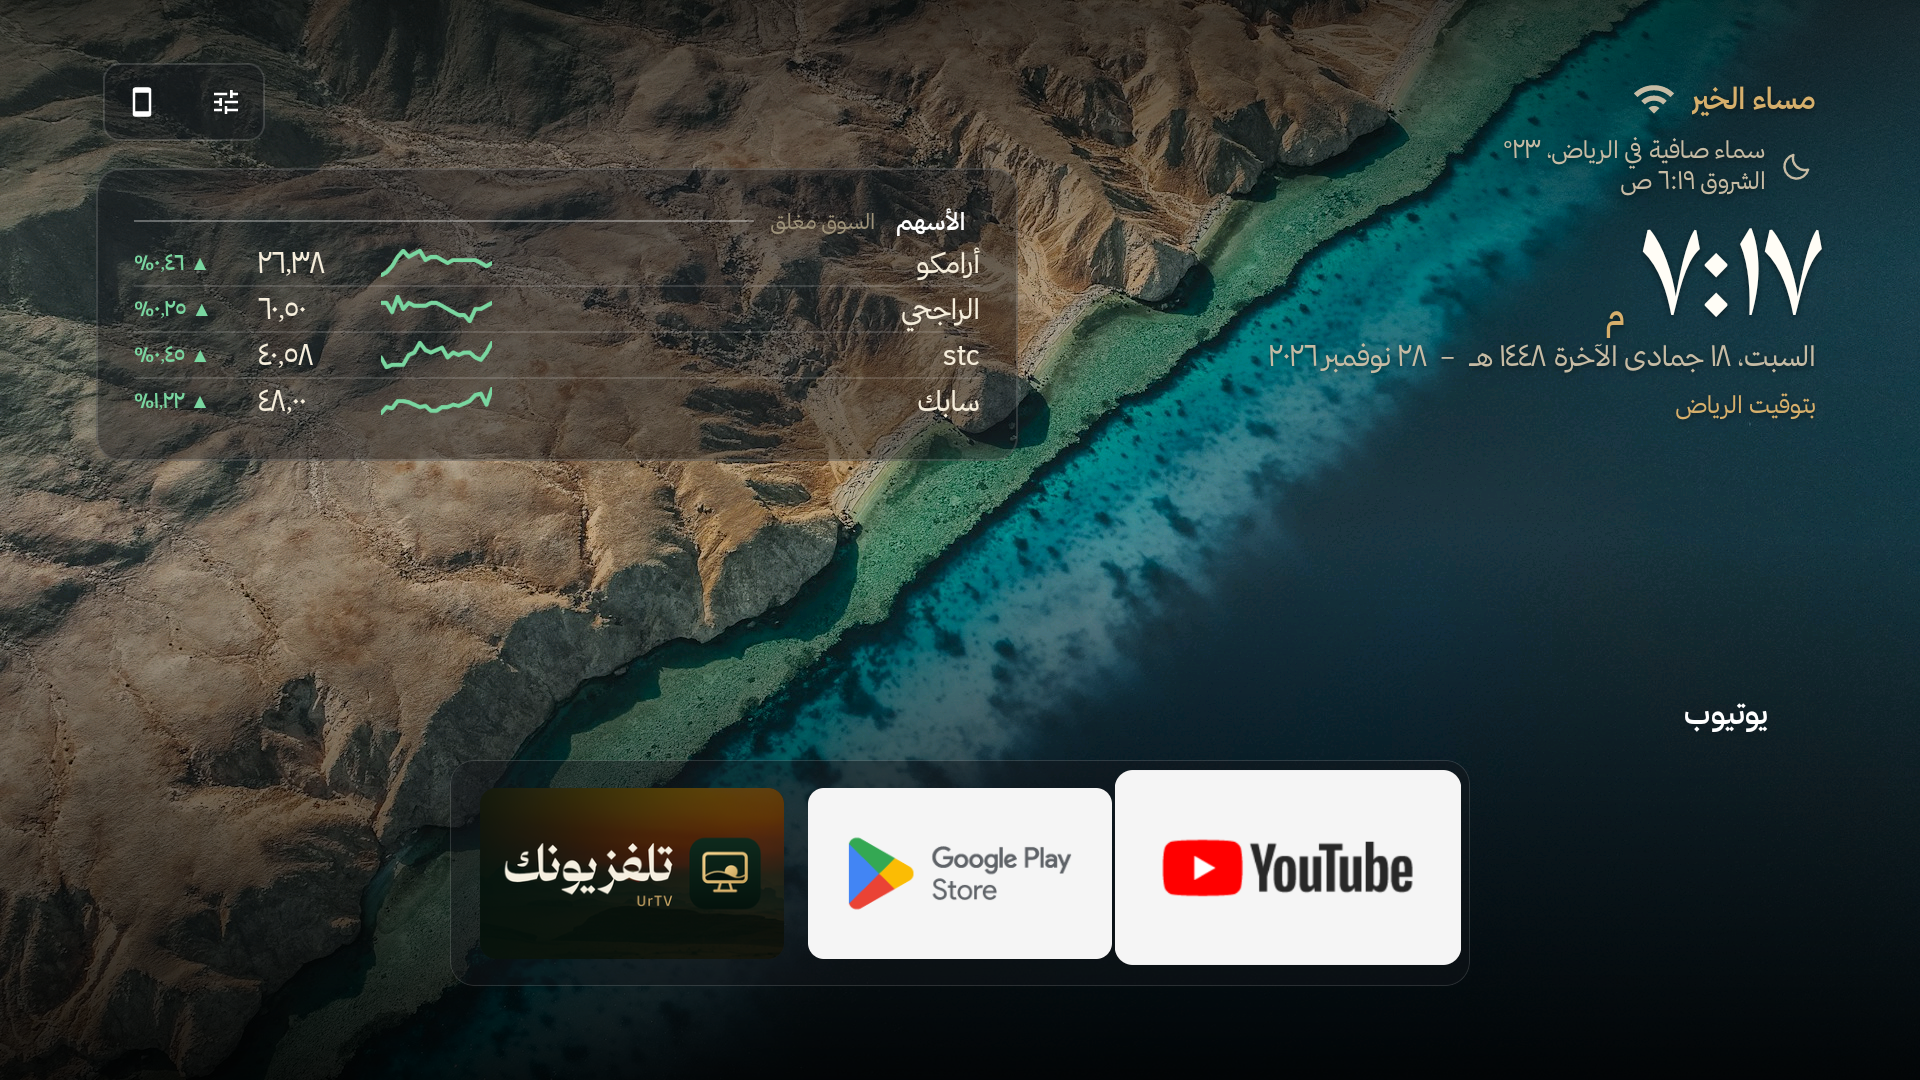 مساء الخير
سماء صافية في الرياض، ٢٣°
الشروق ٦:١٩ ص
٧:١٧ م
السبت، ١٨ جمادى الآخرة ١٤٤٨ هـ – ٢٨ نوفمبر ٢٠٢٦
بتوقيت الرياض
الأسهم السوق مغلق
أرامكو ٢٦,٣٨ ▲ ٠,٤٦%
الراجحي ٦٠,٥٠ ▲ ٠,٢٥%
stc ٤٠,٥٨ ▲ ٠,٤٥%
سابك ٤٨,٠٠ ▲ ١,٢٢%
يوتيوب
YouTube
Google Play
Store
تلفزيونك
UrTV